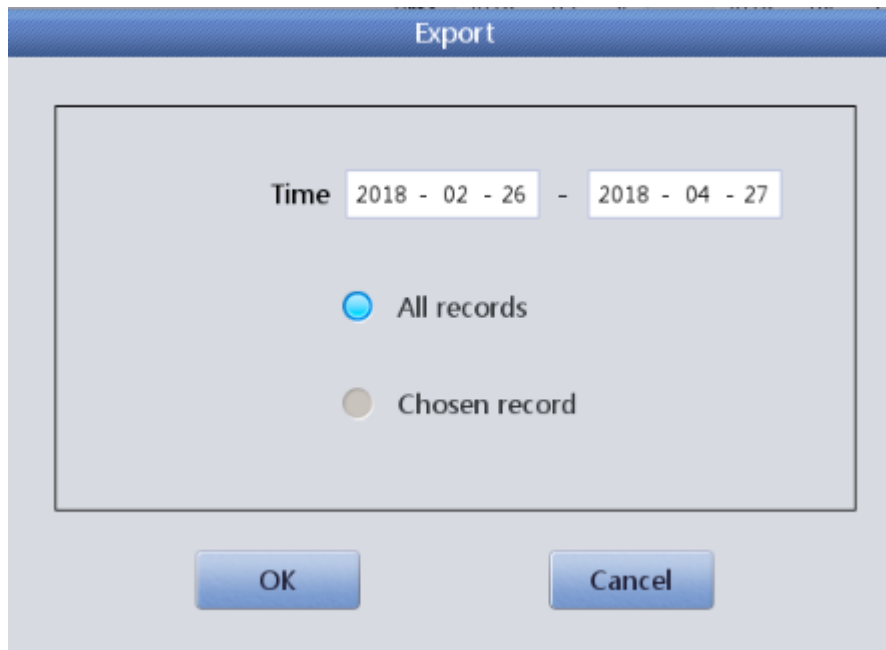 Export
Time 2018 - 02 - 26 - 2018 - 04 - 27
All records
Chosen record
OK Cancel